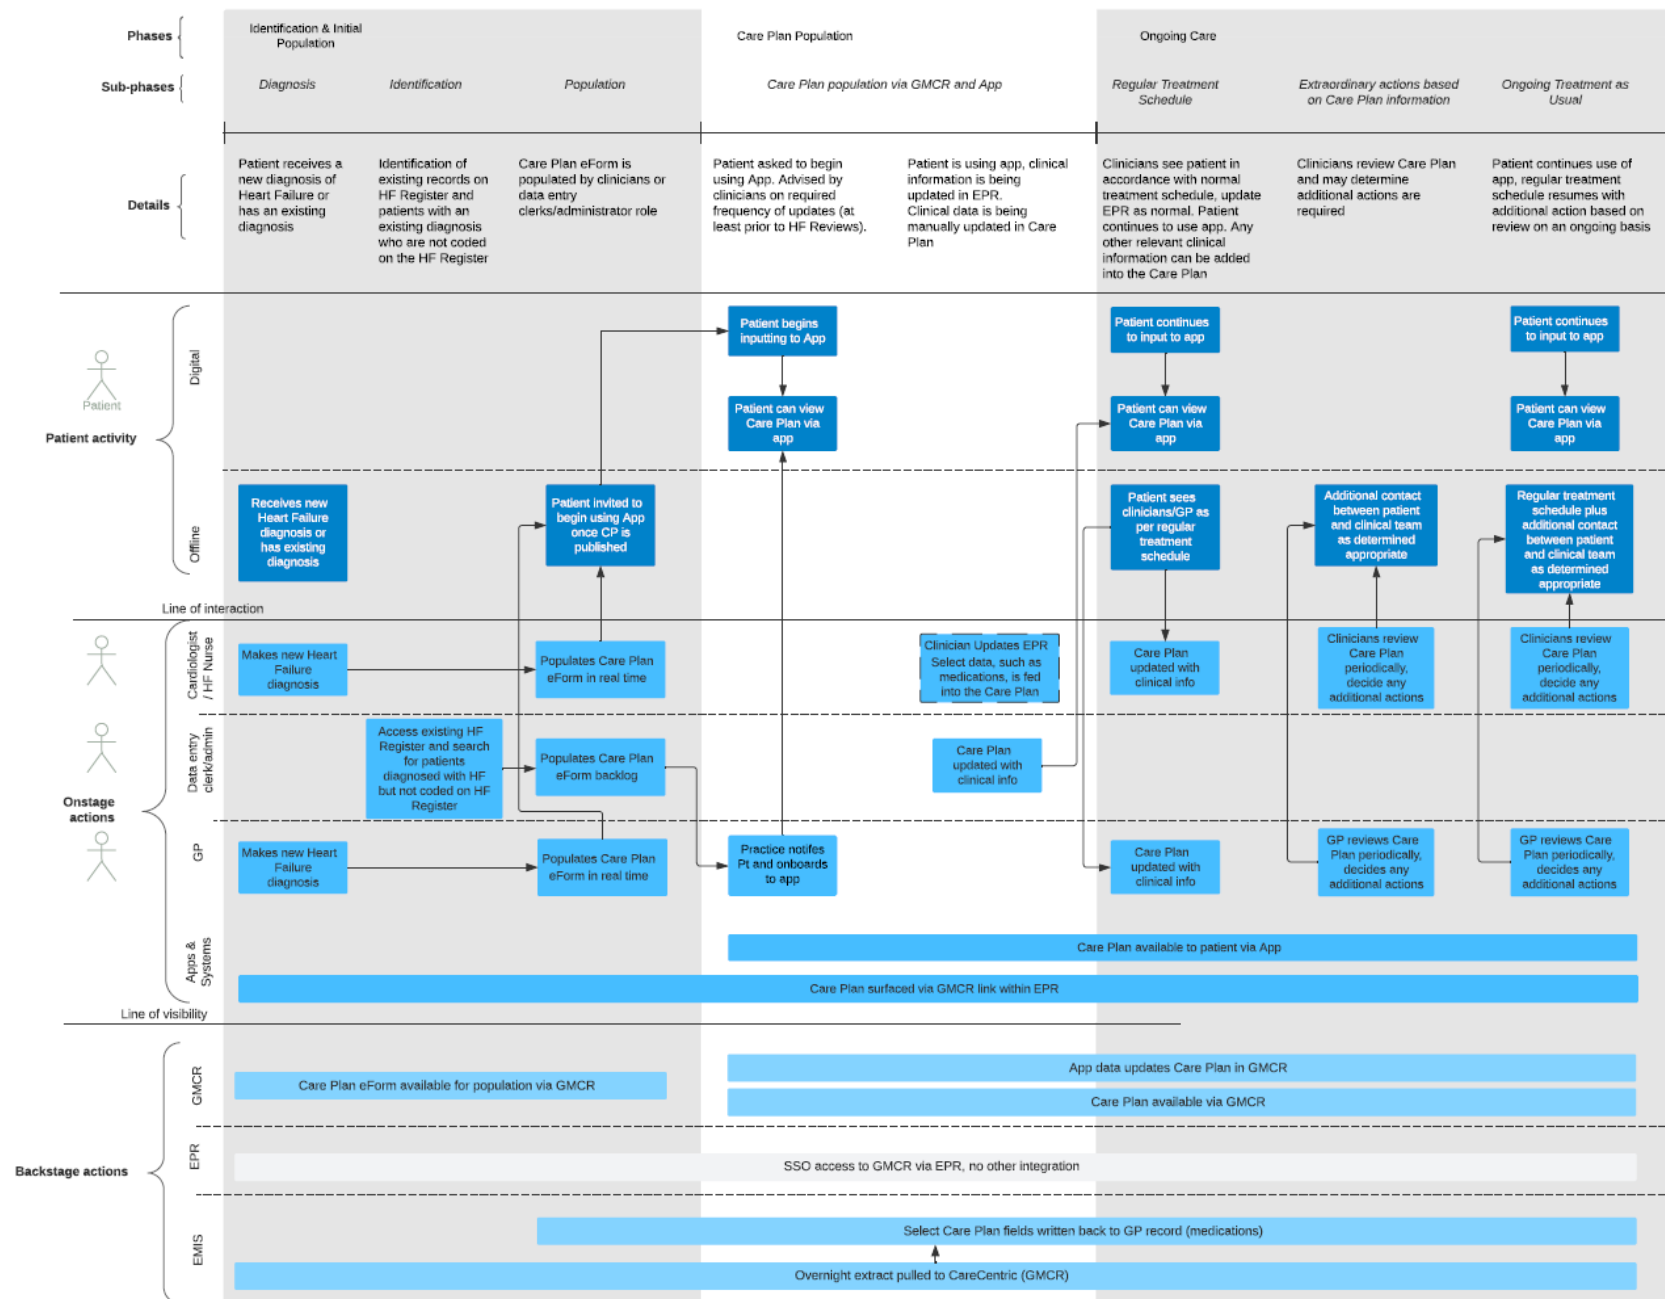 Phases
Identification & Initial
Population
Care Plan Population
Ongoing Care
Sub-phases
Diagnosis
Identification
Population
Care Plan population via GMCR and App
Regular Treatment
Schedule
Extraordinary actions based
on Care Plan information
Ongoing Treatment as
Usual
Details
Patient receives a
new diagnosis of
Heart Failure or
has an existing
diagnosis
Identification of
existing records on
HF Register and
patients with an
existing diagnosis
who are not coded
on the HF Register
Care Plan eForm is
populated by clinicians or
data entry
clerks/administrator role
Patient asked to begin
using App. Advised by
clinicians on required
frequency of updates (at
least prior to HF Reviews).
Patient is using app, clinical
information is being
updated in EPR.
Clinical data is being
manually updated in Care
Plan
Clinicians see patient in
accordance with normal
treatment schedule, update
EPR as normal. Patient
continues to use app. Any
other relevant clinical
information can be added
into the Care Plan
Clinicians review Care Plan
and may determine
additional actions are
required
Patient continues use of
app, regular treatment
schedule resumes with
additional action based on
review on an ongoing basis
Patient activity
Patient
Digital
Patient begins
inputting to App
Patient continues
to input to app
Patient continues
to input to app
Patient can view
Care Plan via
app
Patient can view
Care Plan via
app
Patient can view
Care Plan via
app
Offline
Receives new
Heart Failure
diagnosis or
has existing
diagnosis
Patient invited to
begin using App
once CP is
published
Patient sees
clinicians/GP as
per regular
treatment
schedule
Additional contact
between patient
and clinical team
as determined
appropriate
Regular treatment
schedule plus
additional contact
between patient
and clinical team
as determined
appropriate
Line of interaction
Onstage
actions
Cardiologist
/ HF Nurse
Makes new Heart
Failure
diagnosis
Populates Care Plan
eForm in real time
Clinician Updates EPR
Select data, such as
medications, is fed
into the Care Plan
Care Plan
updated with
clinical info
Clinicians review
Care Plan
periodically,
decide any
additional actions
Clinicians review
Care Plan
periodically,
decide any
additional actions
Data entry
clerk/admin
Access existing HF
Register and search
for patients
diagnosed with HF
but not coded on HF
Register
Populates Care Plan
eForm backlog
Care Plan
updated with
clinical info
GP
Makes new Heart
Failure
diagnosis
Populates Care Plan
eForm in real time
Practice notifes
Pt and onboards
to app
Care Plan
updated with
clinical info
GP reviews Care
Plan periodically,
decides any
additional actions
GP reviews Care
Plan periodically,
decides any
additional actions
Apps &
Systems
Care Plan available to patient via App
Care Plan surfaced via GMCR link within EPR
Line of visibility
Backstage actions
GMCR
Care Plan eForm available for population via GMCR
App data updates Care Plan in GMCR
Care Plan available via GMCR
EPR
SSO access to GMCR via EPR, no other integration
EMIS
Select Care Plan fields written back to GP record (medications)
Overnight extract pulled to CareCentric (GMCR)